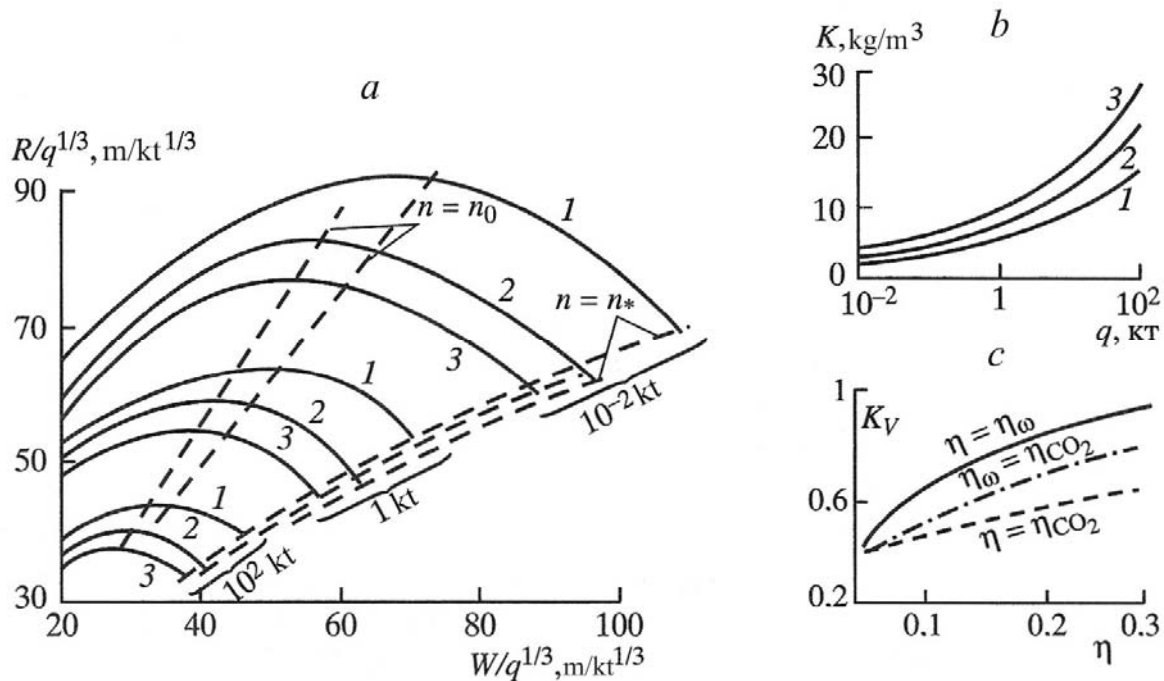 a
R/q^{1/3}, m/kt^{1/3}
90
70
50
30
n = n_0
1
2
3
n = n_*
10^{-2} kt
1
2
3
1 kt
1
2
3
10^2 kt
20 40 60 80 100
W/q^{1/3}, m/kt^{1/3}
b
K, kg/m^3
30
20
10
0
3
2
1
10^{-2} 1 10^2
q, кт
c
1
K_V
0.6
0.2
η = η_ω
η_ω = η_{CO_2}
η = η_{CO_2}
0.1 0.2 0.3
η